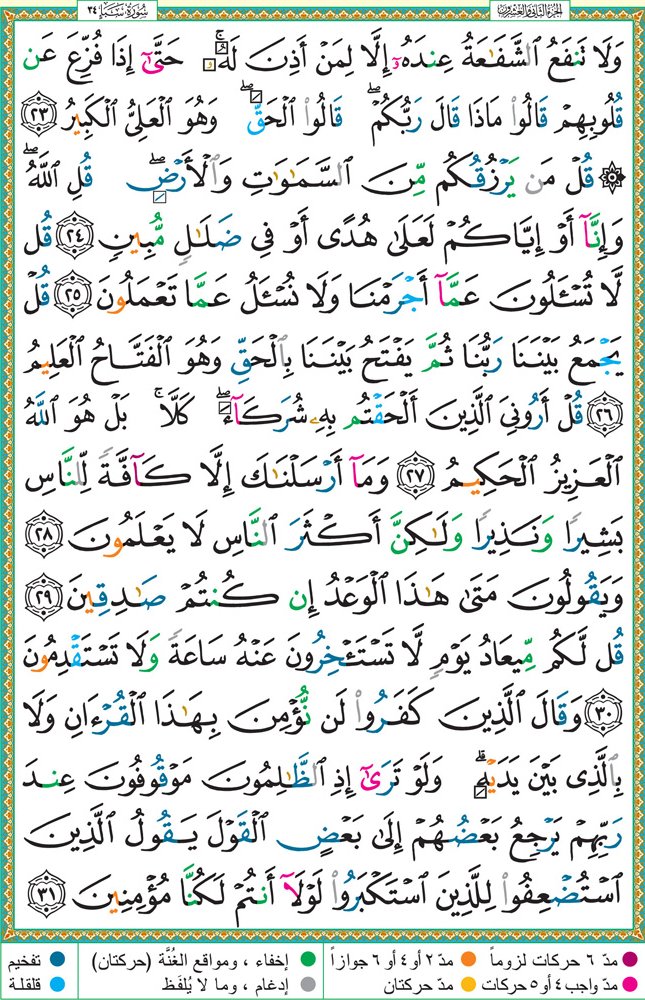 الجزء الثاني والعشرون
سورة سبإ ٣٤
وَلَا تَنفَعُ ٱلشَّفَٰعَةُ عِندَهُۥٓ إِلَّا لِمَنْ أَذِنَ لَهُۥ ۚ حَتَّىٰٓ إِذَا فُزِّعَ عَن
قُلُوبِهِمْ قَالُوا۟ مَاذَا قَالَ رَبُّكُمْ ۖ قَالُوا۟ ٱلْحَقَّ ۖ وَهُوَ ٱلْعَلِىُّ ٱلْكَبِيرُ ٢٣
۞ قُلْ مَن يَرْزُقُكُم مِّنَ ٱلسَّمَٰوَٰتِ وَٱلْأَرْضِ ۖ قُلِ ٱللَّهُ ۖ
وَإِنَّآ أَوْ إِيَّاكُمْ لَعَلَىٰ هُدًى أَوْ فِى ضَلَٰلٍ مُّبِينٍ ٢٤ قُل
لَّا تُسْـَٔلُونَ عَمَّآ أَجْرَمْنَا وَلَا نُسْـَٔلُ عَمَّا تَعْمَلُونَ ٢٥ قُلْ
يَجْمَعُ بَيْنَنَا رَبُّنَا ثُمَّ يَفْتَحُ بَيْنَنَا بِٱلْحَقِّ وَهُوَ ٱلْفَتَّاحُ ٱلْعَلِيمُ
٢٦ قُلْ أَرُونِىَ ٱلَّذِينَ أَلْحَقْتُم بِهِۦ شُرَكَآءَ ۖ كَلَّا ۚ بَلْ هُوَ ٱللَّهُ
ٱلْعَزِيزُ ٱلْحَكِيمُ ٢٧ وَمَآ أَرْسَلْنَٰكَ إِلَّا كَآفَّةً لِّلنَّاسِ
بَشِيرًا وَنَذِيرًا وَلَٰكِنَّ أَكْثَرَ ٱلنَّاسِ لَا يَعْلَمُونَ ٢٨
وَيَقُولُونَ مَتَىٰ هَٰذَا ٱلْوَعْدُ إِن كُنتُمْ صَٰدِقِينَ ٢٩
قُل لَّكُم مِّيعَادُ يَوْمٍ لَّا تَسْتَـْٔخِرُونَ عَنْهُ سَاعَةً وَلَا تَسْتَقْدِمُونَ
٣٠ وَقَالَ ٱلَّذِينَ كَفَرُوا۟ لَن نُّؤْمِنَ بِهَٰذَا ٱلْقُرْءَانِ وَلَا
بِٱلَّذِى بَيْنَ يَدَيْهِ ۗ وَلَوْ تَرَىٰٓ إِذِ ٱلظَّٰلِمُونَ مَوْقُوفُونَ عِندَ
رَبِّهِمْ يَرْجِعُ بَعْضُهُمْ إِلَىٰ بَعْضٍ ٱلْقَوْلَ يَقُولُ ٱلَّذِينَ
ٱسْتُضْعِفُوا۟ لِلَّذِينَ ٱسْتَكْبَرُوا۟ لَوْلَآ أَنتُمْ لَكُنَّا مُؤْمِنِينَ ٣١
مدّ ٦ حركات لزوماً مدّ ٢ أو ٤ أو ٦ جوازاً إخفاء ، ومواقع الغُنَّة (حركتان) تفخيم
مدّ واجب ٤ أو ٥ حركات مدّ حركتان إدغام ، وما لا يُلفَظ قلقلة